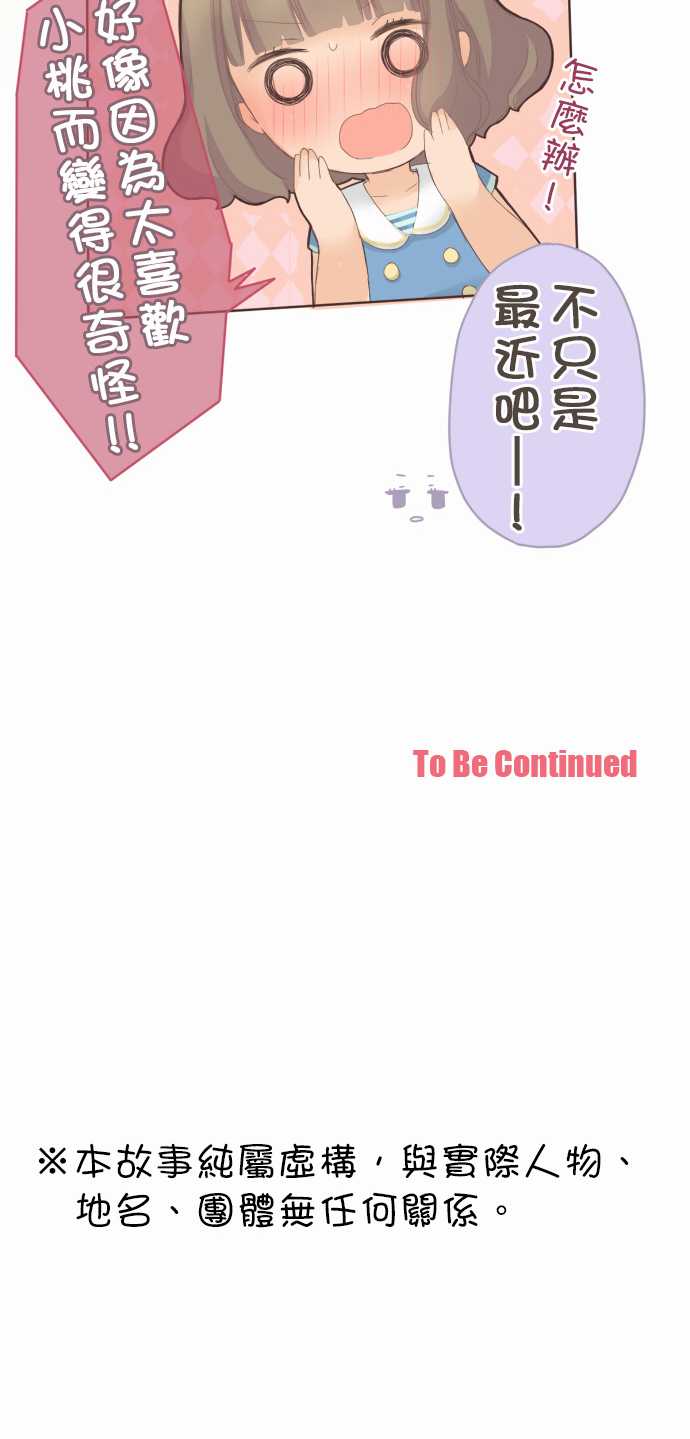 好像因為太喜歡
小桃而變得很奇怪!!
怎麼辦!
不只是
最近吧—!
To Be Continued
※本故事純屬虛構，與實際人物、
地名、團體無任何關係。